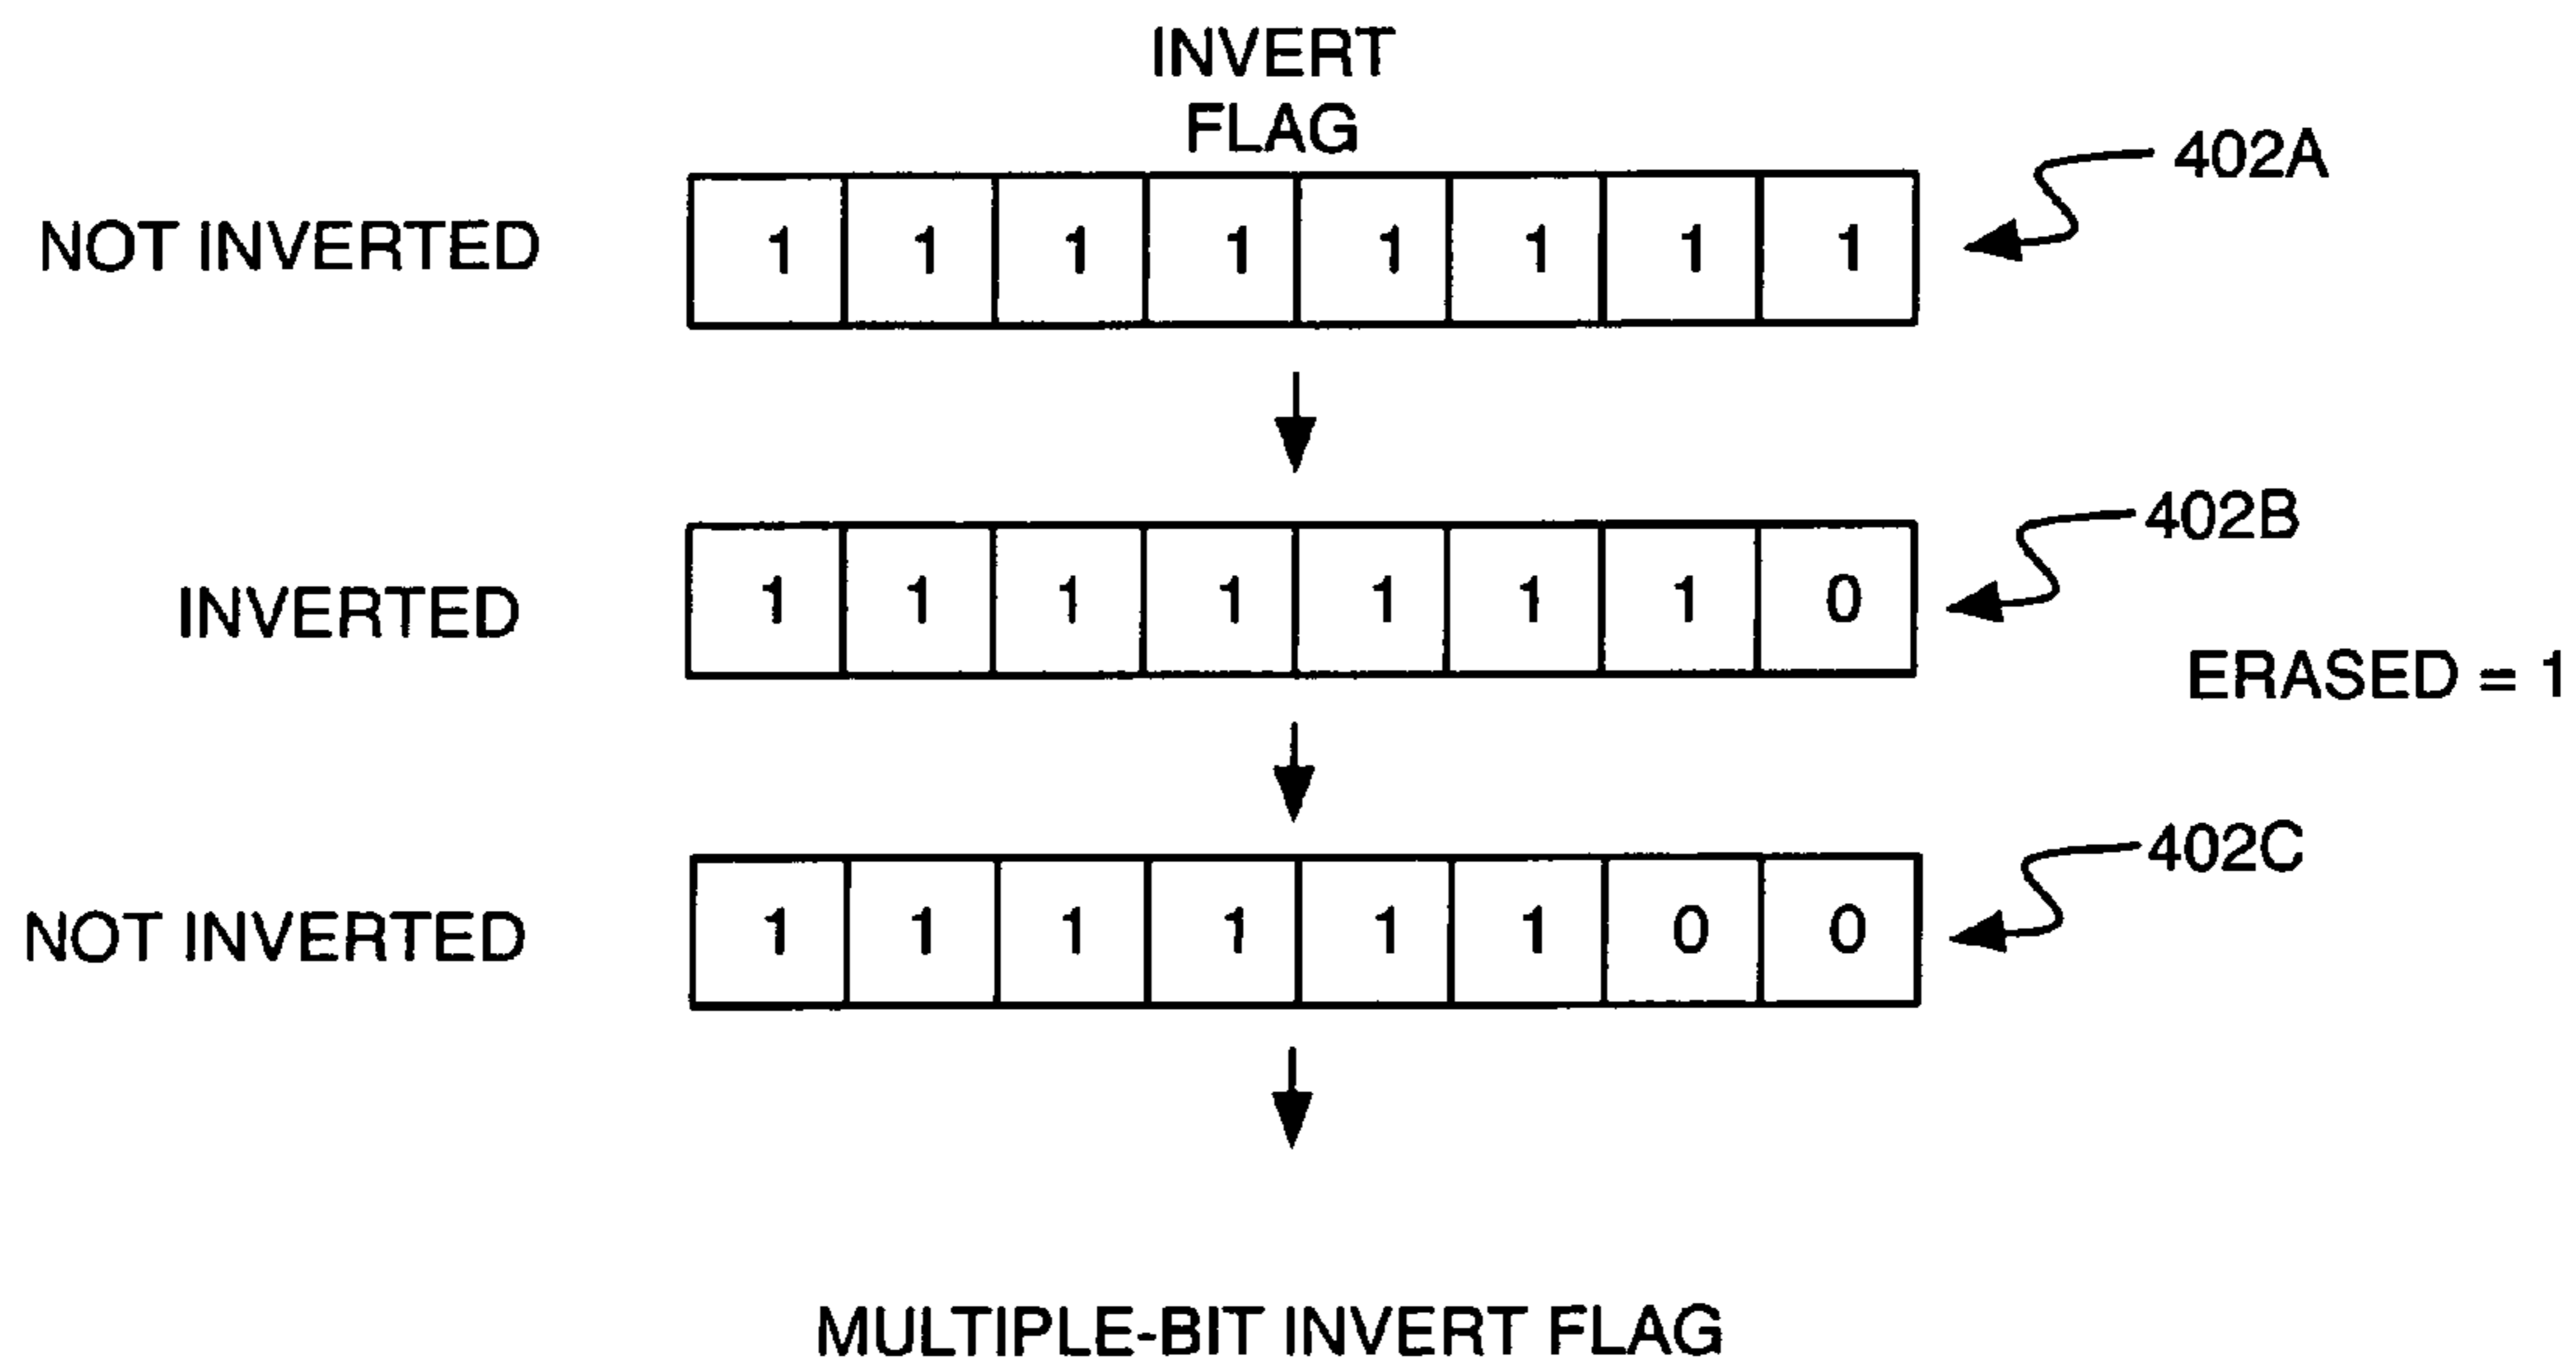 INVERT
FLAG
402A
NOT INVERTED
1 1 1 1 1 1 1 1
402B
INVERTED
1 1 1 1 1 1 1 0
ERASED = 1
402C
NOT INVERTED
1 1 1 1 1 1 0 0
MULTIPLE-BIT INVERT FLAG